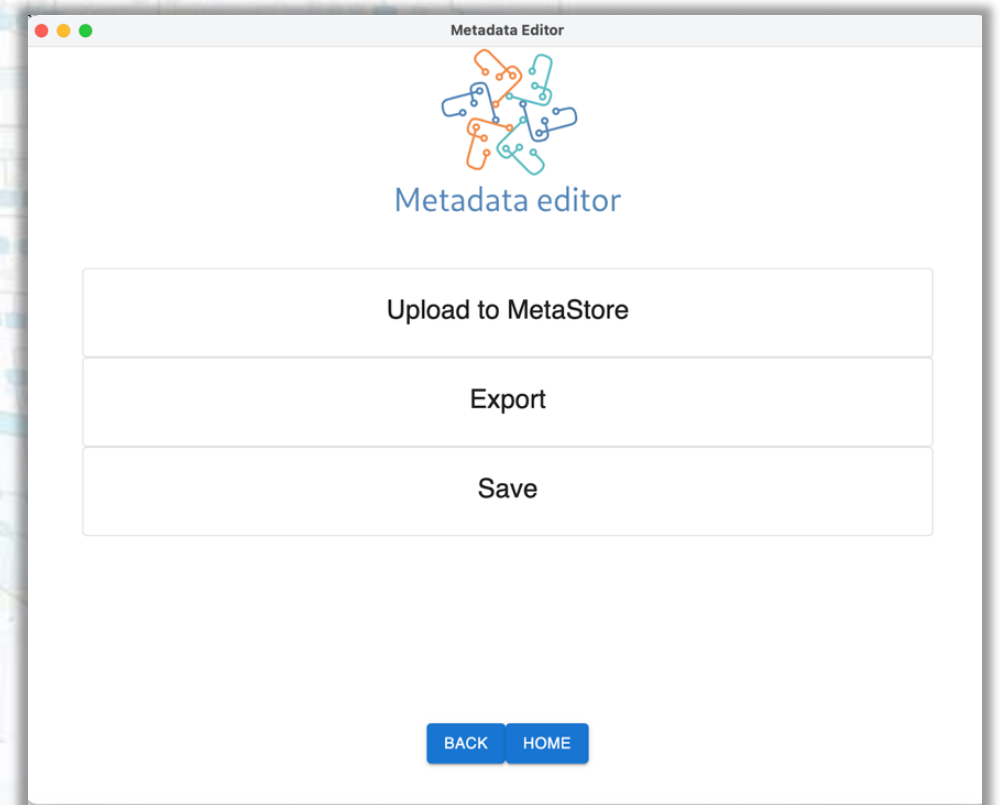 Metadata Editor
Metadata editor
Upload to MetaStore
Export
Save
BACK HOME